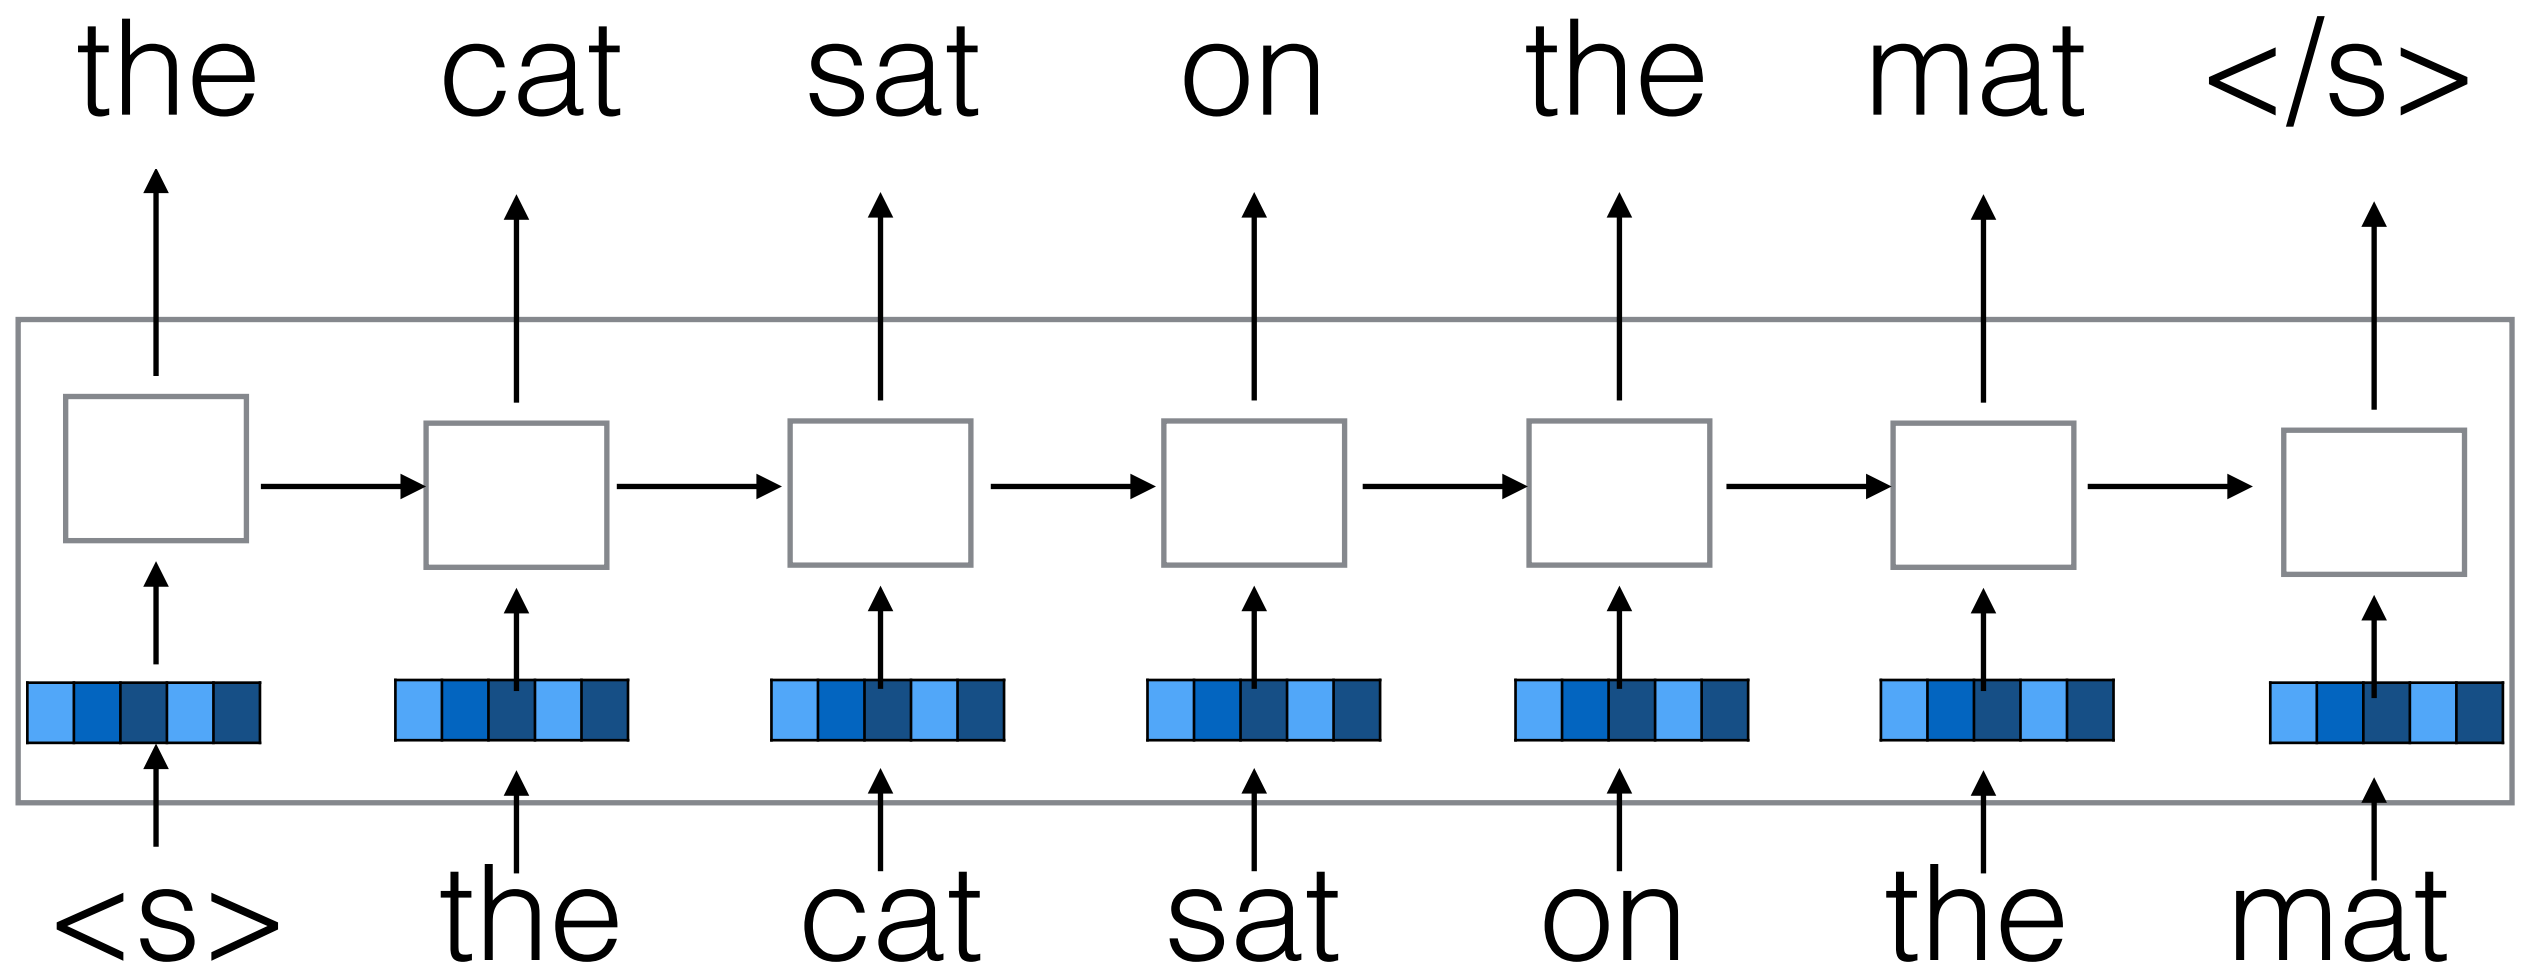 the cat sat on the mat </s>
<s> the cat sat on the mat